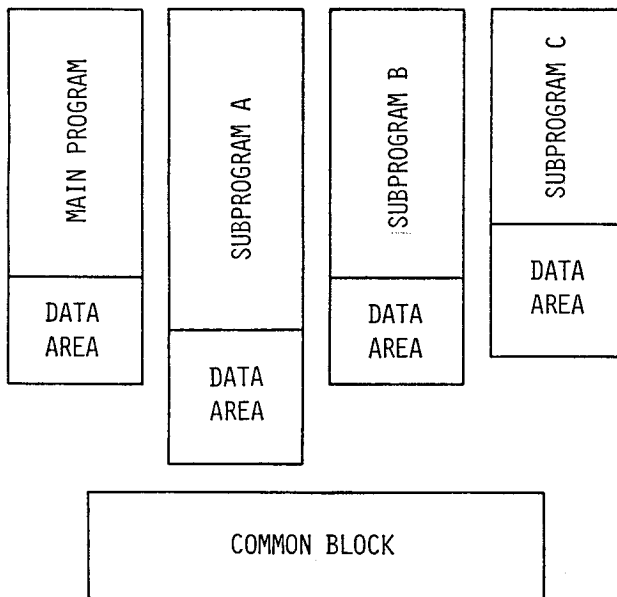 MAIN PROGRAM
DATA
AREA
SUBPROGRAM A
DATA
AREA
SUBPROGRAM B
DATA
AREA
SUBPROGRAM C
DATA
AREA
COMMON BLOCK